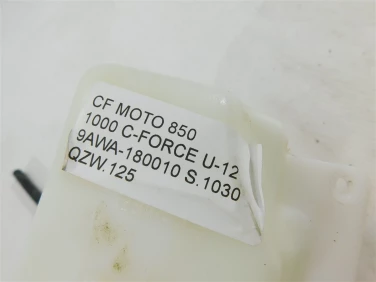 CF MOTO 850
1000 C-FORCE U-12
9AWA-180010 S.1030
QZW.125